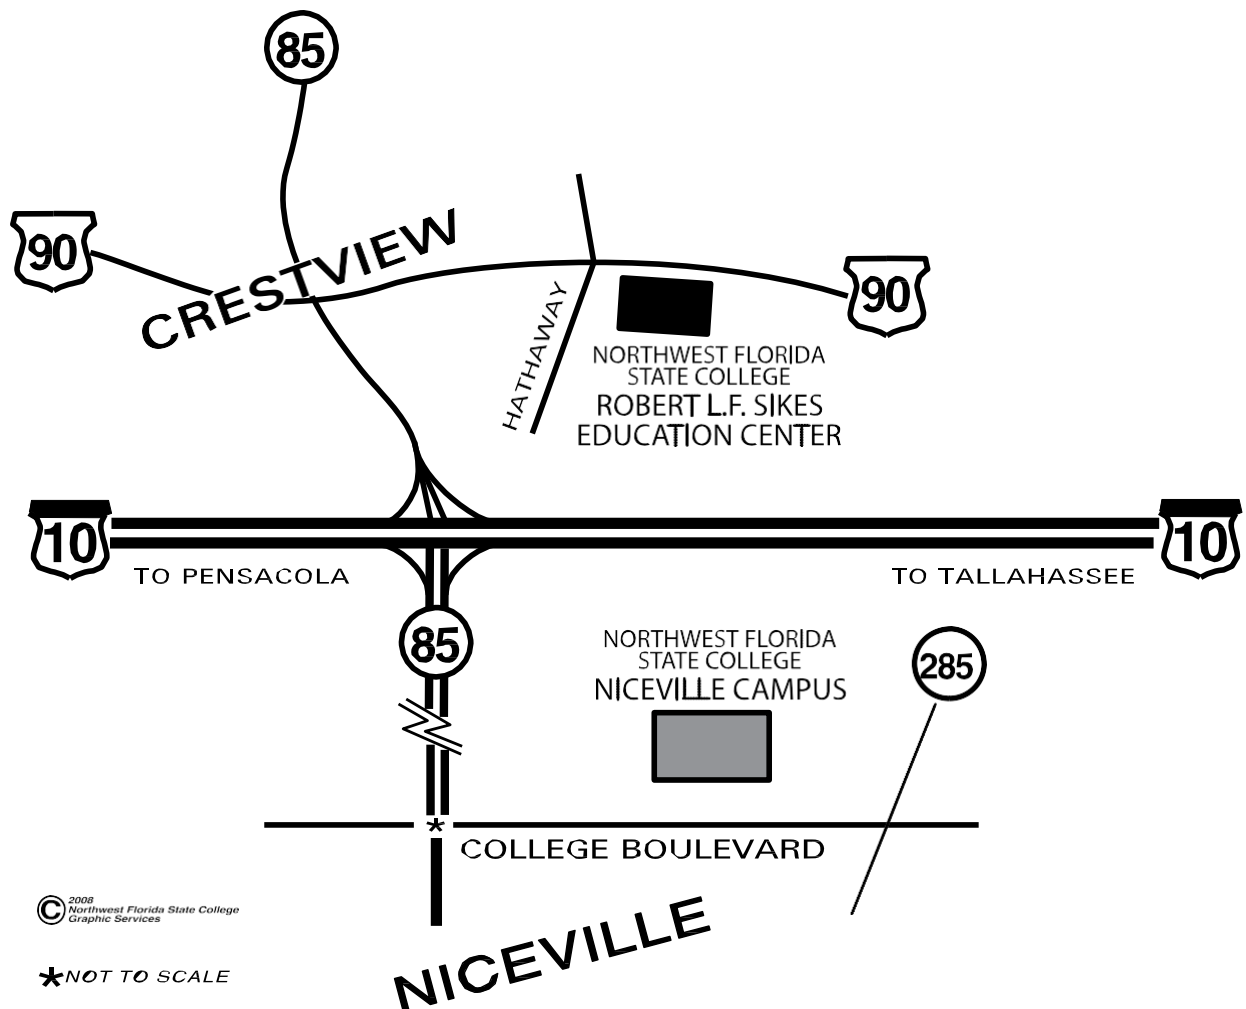 85
90
CRESTVIEW
90
HATHAWAY
NORTHWEST FLORIDA
STATE COLLEGE
ROBERT L.F. SIKES
EDUCATION CENTER
10
10
TO PENSACOLA
TO TALLAHASSEE
85
NORTHWEST FLORIDA
STATE COLLEGE
NICEVILLE CAMPUS
285
*
COLLEGE BOULEVARD
NICEVILLE
© 2008
Northwest Florida State College
Graphic Services
*NOT TO SCALE